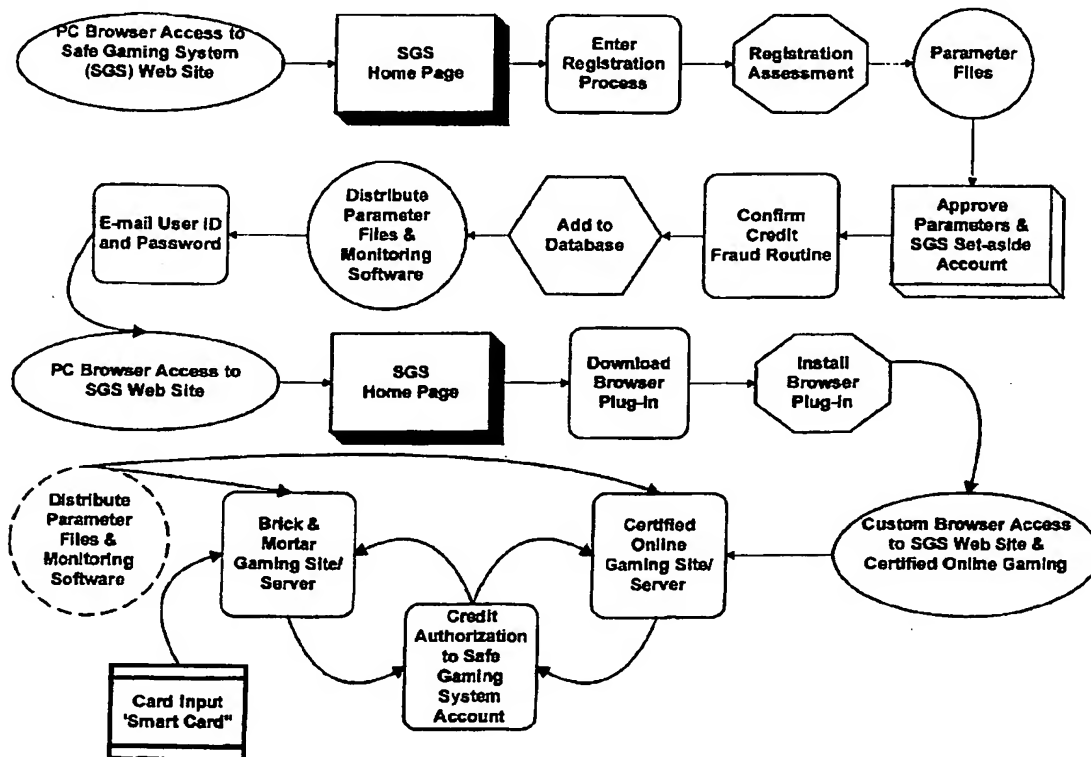 PC Browser Access to
Safe Gaming System
(SGS) Web Site
SGS
Home Page
Enter
Registration
Process
Registration
Assessment
Parameter
Files
E-mail User ID
and Password
Distribute
Parameter
Files &
Monitoring
Software
Add to
Database
Confirm
Credit
Fraud Routine
Approve
Parameters &
SGS Set-aside
Account
PC Browser Access to
SGS Web Site
SGS
Home Page
Download
Browser
Plug-in
Install
Browser
Plug-in
Distribute
Parameter
Files &
Monitoring
Software
Brick &
Mortar
Gaming Site/
Server
Certified
Online
Gaming Site/
Server
Custom Browser Access
to SGS Web Site &
Certified Online Gaming
Credit
Authorization
to Safe
Gaming
System
Account
Card Input
'Smart Card"